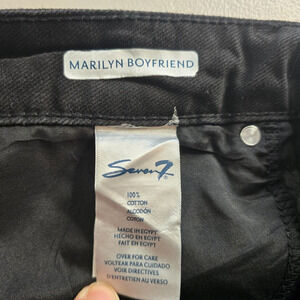 MARILYN BOYFRIEND
Seven7
100%
COTTON
ALGODÓN
COTON
MADE IN EGYPT
HECHO EN EGYPT
FAIT EN EGYPT
OVER FOR CARE
VOLTEAR PARA CUIDADO
VOIR DIRECTIVES
D'ENTRETIEN AU VERSO